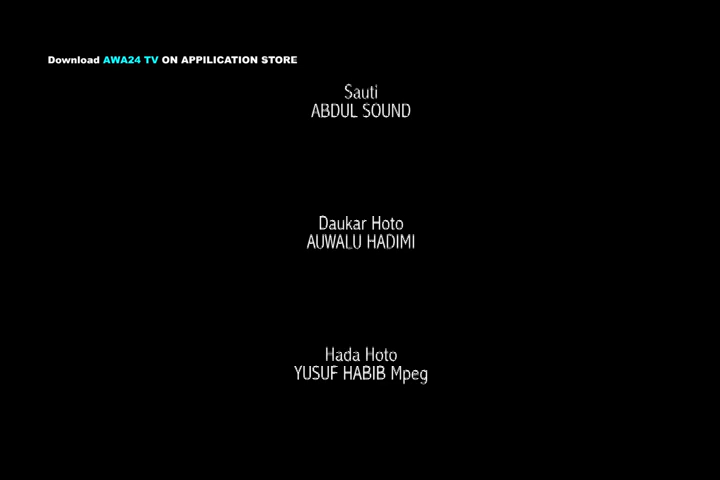 Download AWA24 TV ON APPILICATION STORE
Sauti
ABDUL SOUND
Daukar Hoto
AUWALU HADIMI
Hada Hoto
YUSUF HABIB Mpeg